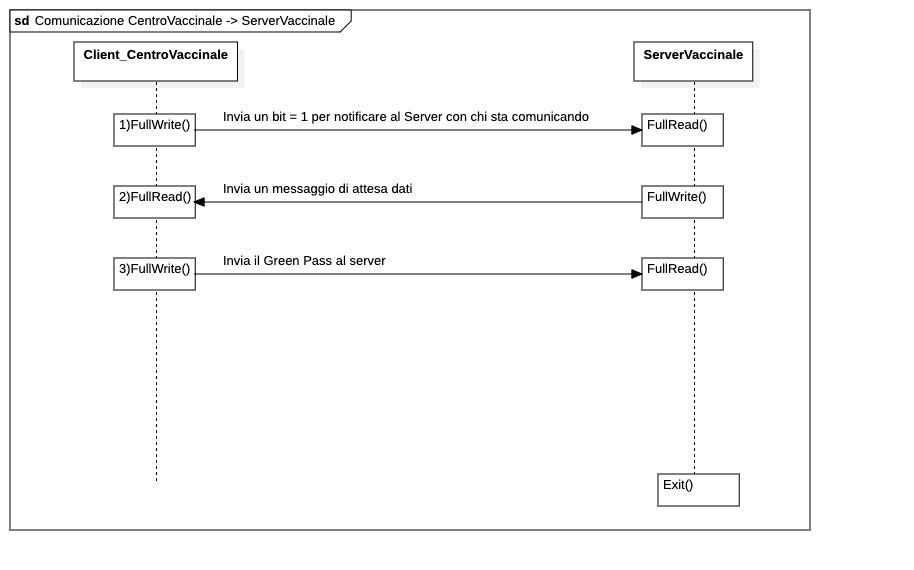 sd Comunicazione CentroVaccinale -> ServerVaccinale
Client_CentroVaccinale
ServerVaccinale
1)FullWrite()
Invia un bit = 1 per notificare al Server con chi sta comunicando
FullRead()
2)FullRead()
Invia un messaggio di attesa dati
FullWrite()
3)FullWrite()
Invia il Green Pass al server
FullRead()
Exit()